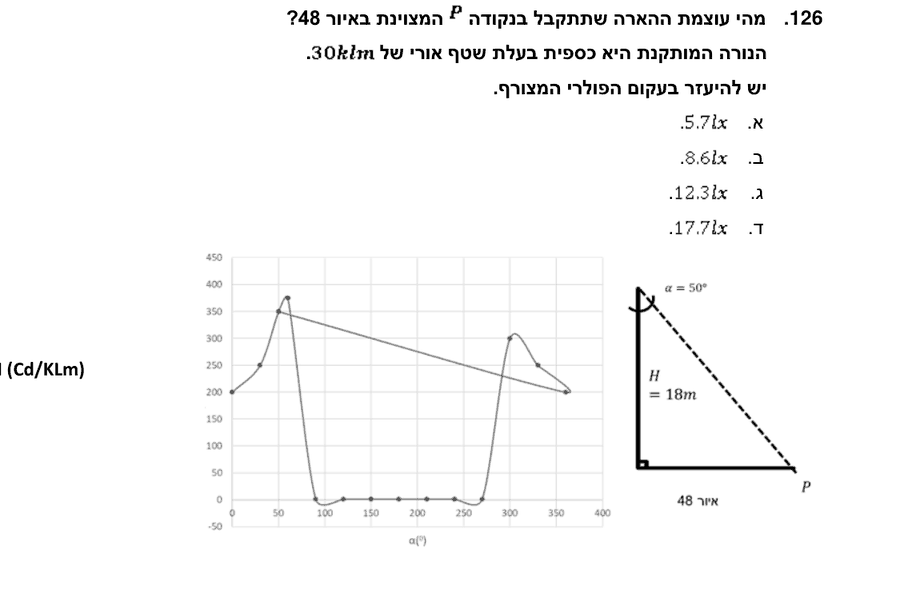 126. מהי עוצמת ההארה שתתקבל בנקודה P המצוינת באיור 48?
הנורה המותקנת היא כספית בעלת שטף אורי של 30klm.
יש להיעזר בעקום הפולרי המצורף.
א. 5.7lx.
ב. 8.6lx.
ג. 12.3lx.
ד. 17.7lx.
(Cd/KLm)
450
400
350
300
250
200
150
100
50
0
-50
0 50 100 150 200 250 300 350 400
α(⁰)
α = 50°
H
= 18m
P
איור 48